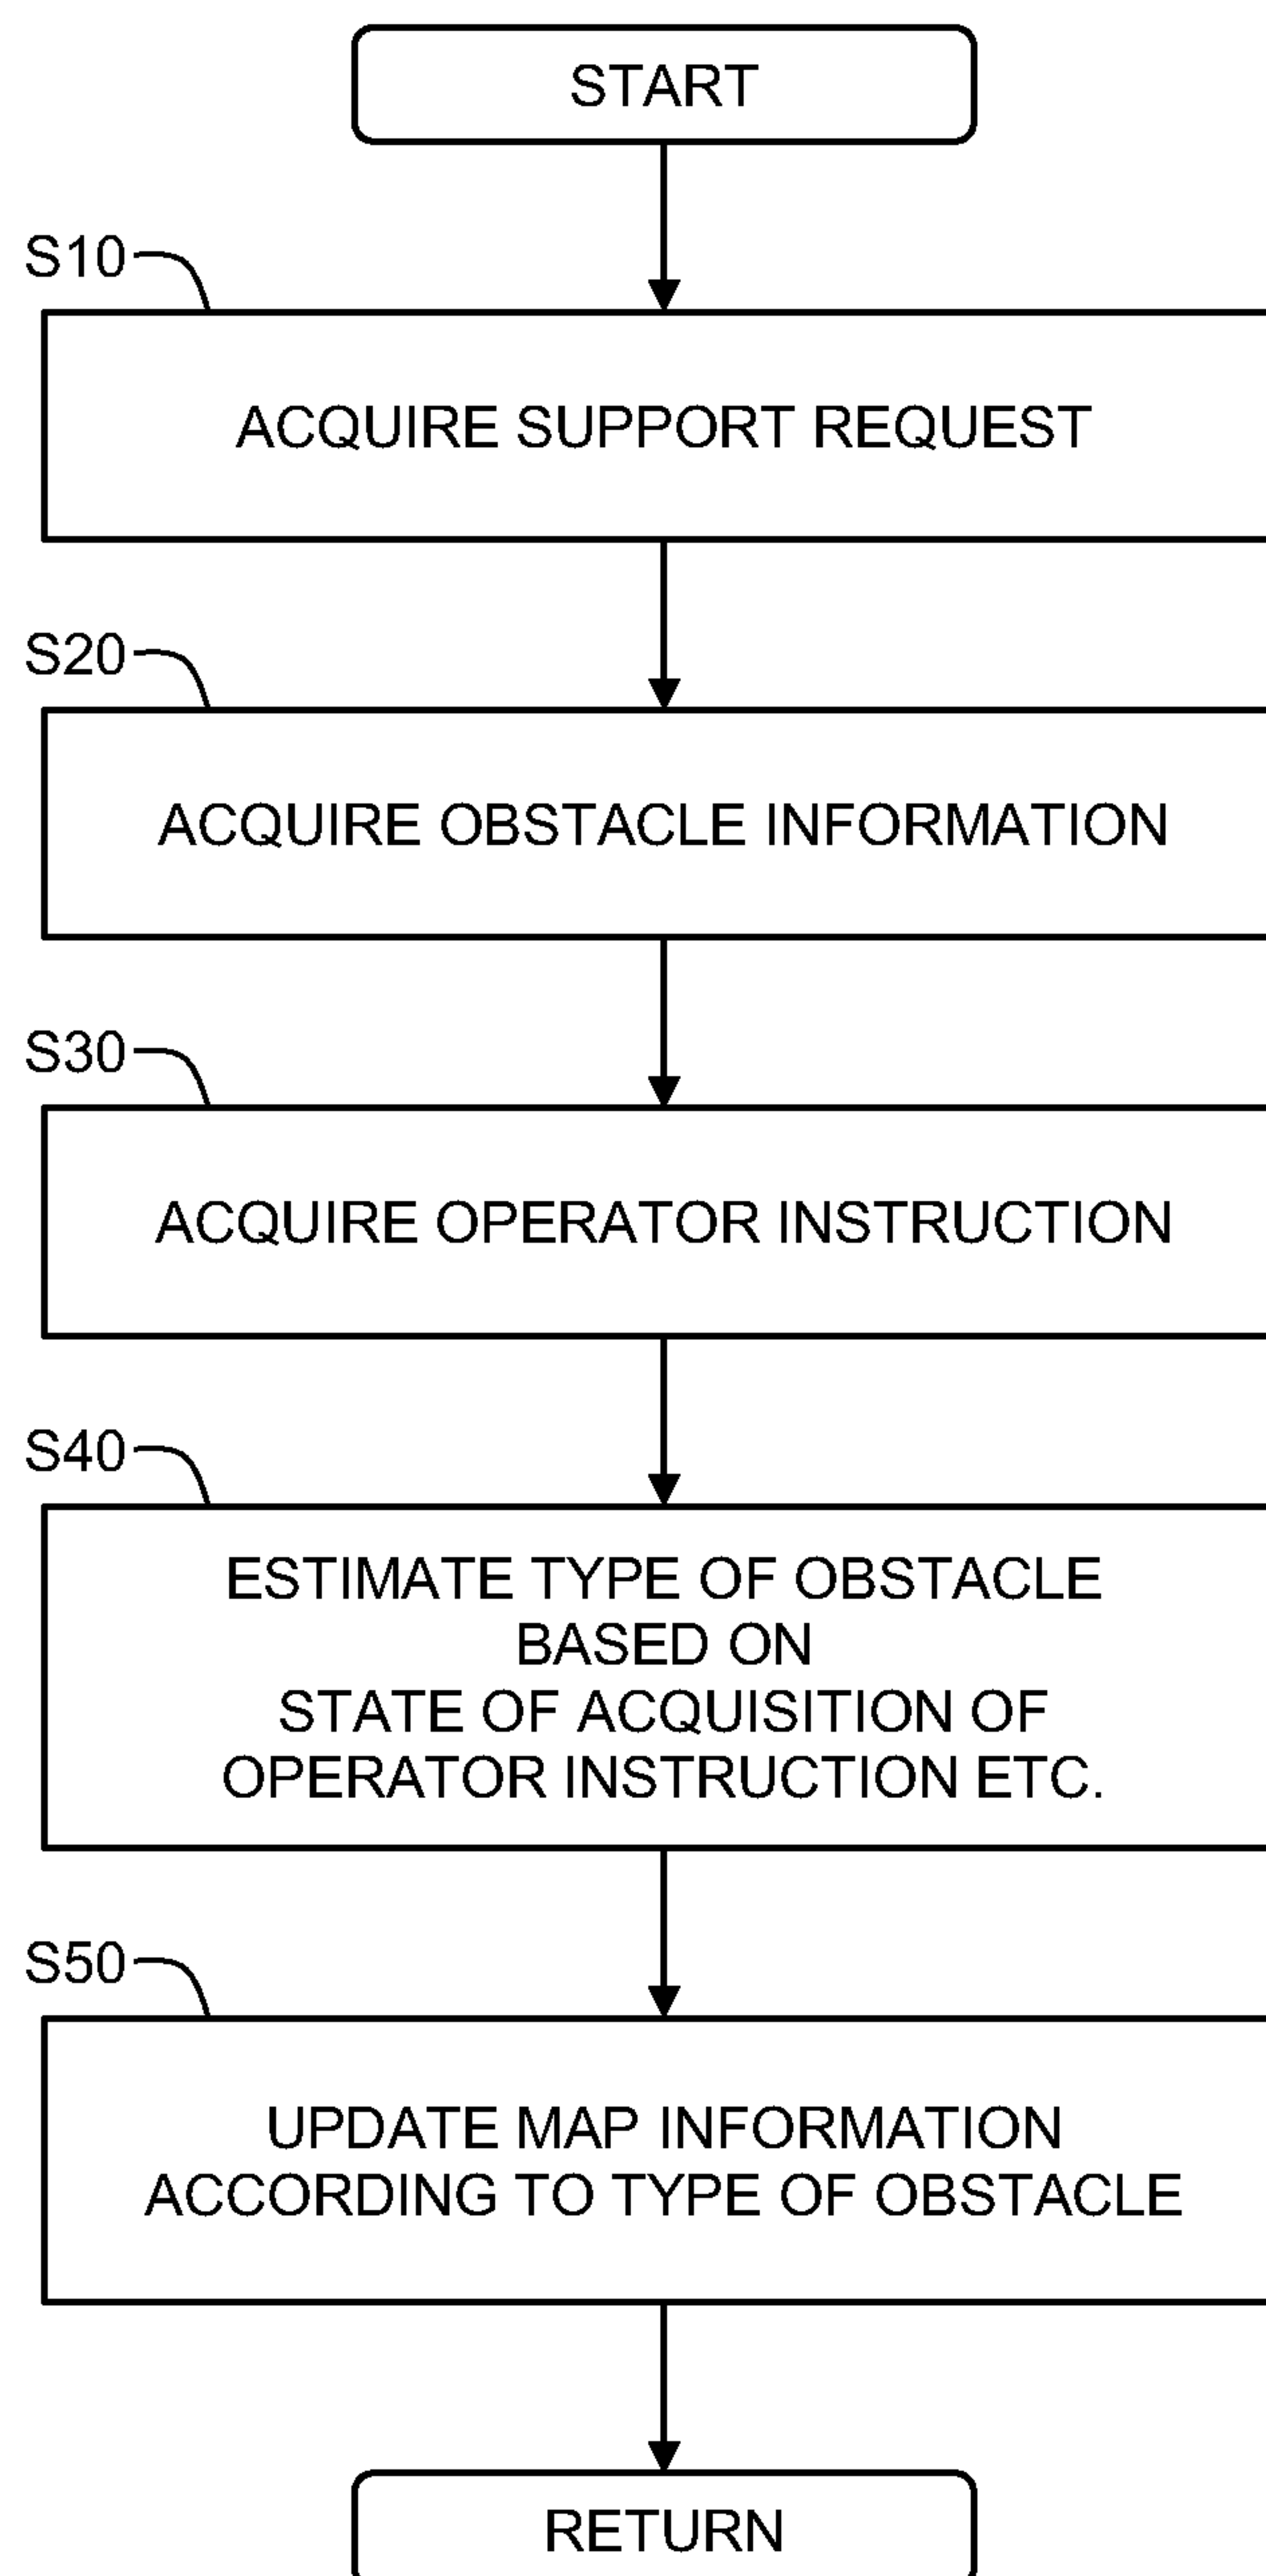 START
S10
ACQUIRE SUPPORT REQUEST
S20
ACQUIRE OBSTACLE INFORMATION
S30
ACQUIRE OPERATOR INSTRUCTION
S40
ESTIMATE TYPE OF OBSTACLE
BASED ON
STATE OF ACQUISITION OF
OPERATOR INSTRUCTION ETC.
S50
UPDATE MAP INFORMATION
ACCORDING TO TYPE OF OBSTACLE
RETURN